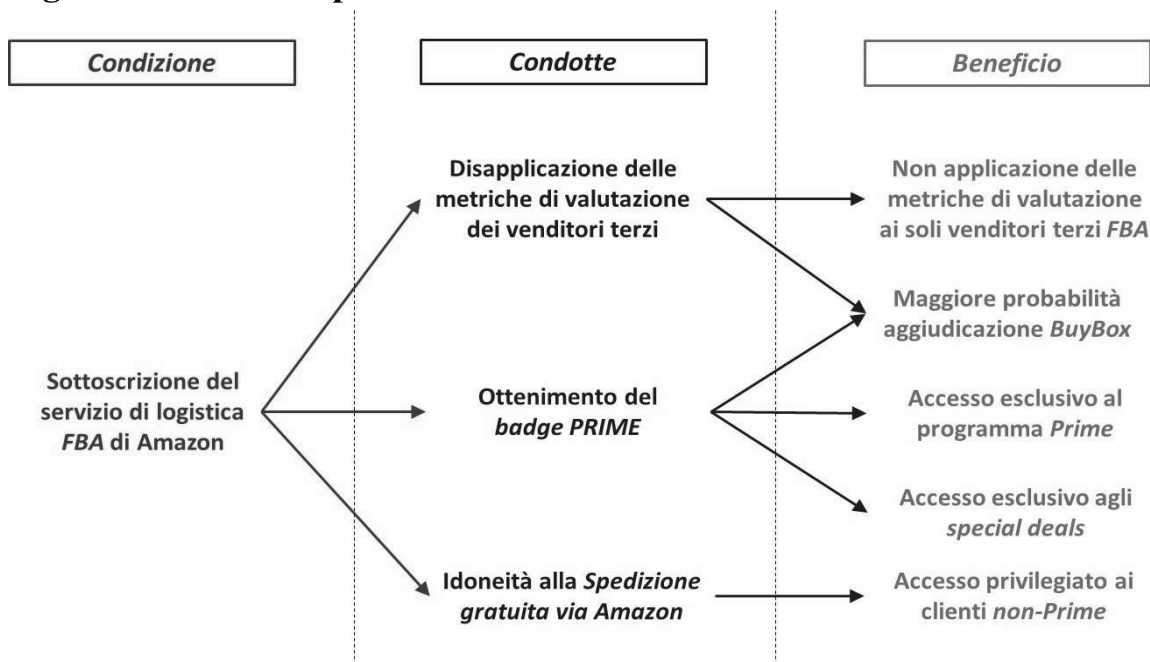 Condizione
Condotte
Beneficio
Disapplicazione delle
metriche di valutazione
dei venditori terzi
Non applicazione delle
metriche di valutazione
ai soli venditori terzi FBA
Maggiore probabilità
aggiudicazione BuyBox
Sottoscrizione del
servizio di logistica
FBA di Amazon
Ottenimento del
badge PRIME
Accesso esclusivo al
programma Prime
Accesso esclusivo agli
special deals
Idoneità alla Spedizione
gratuita via Amazon
Accesso privilegiato ai
clienti non-Prime